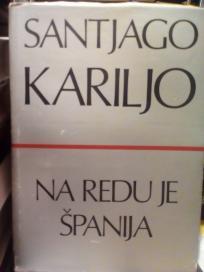 SANTJAGO
KARILJO
NA REDU JE
ŠPANIJA